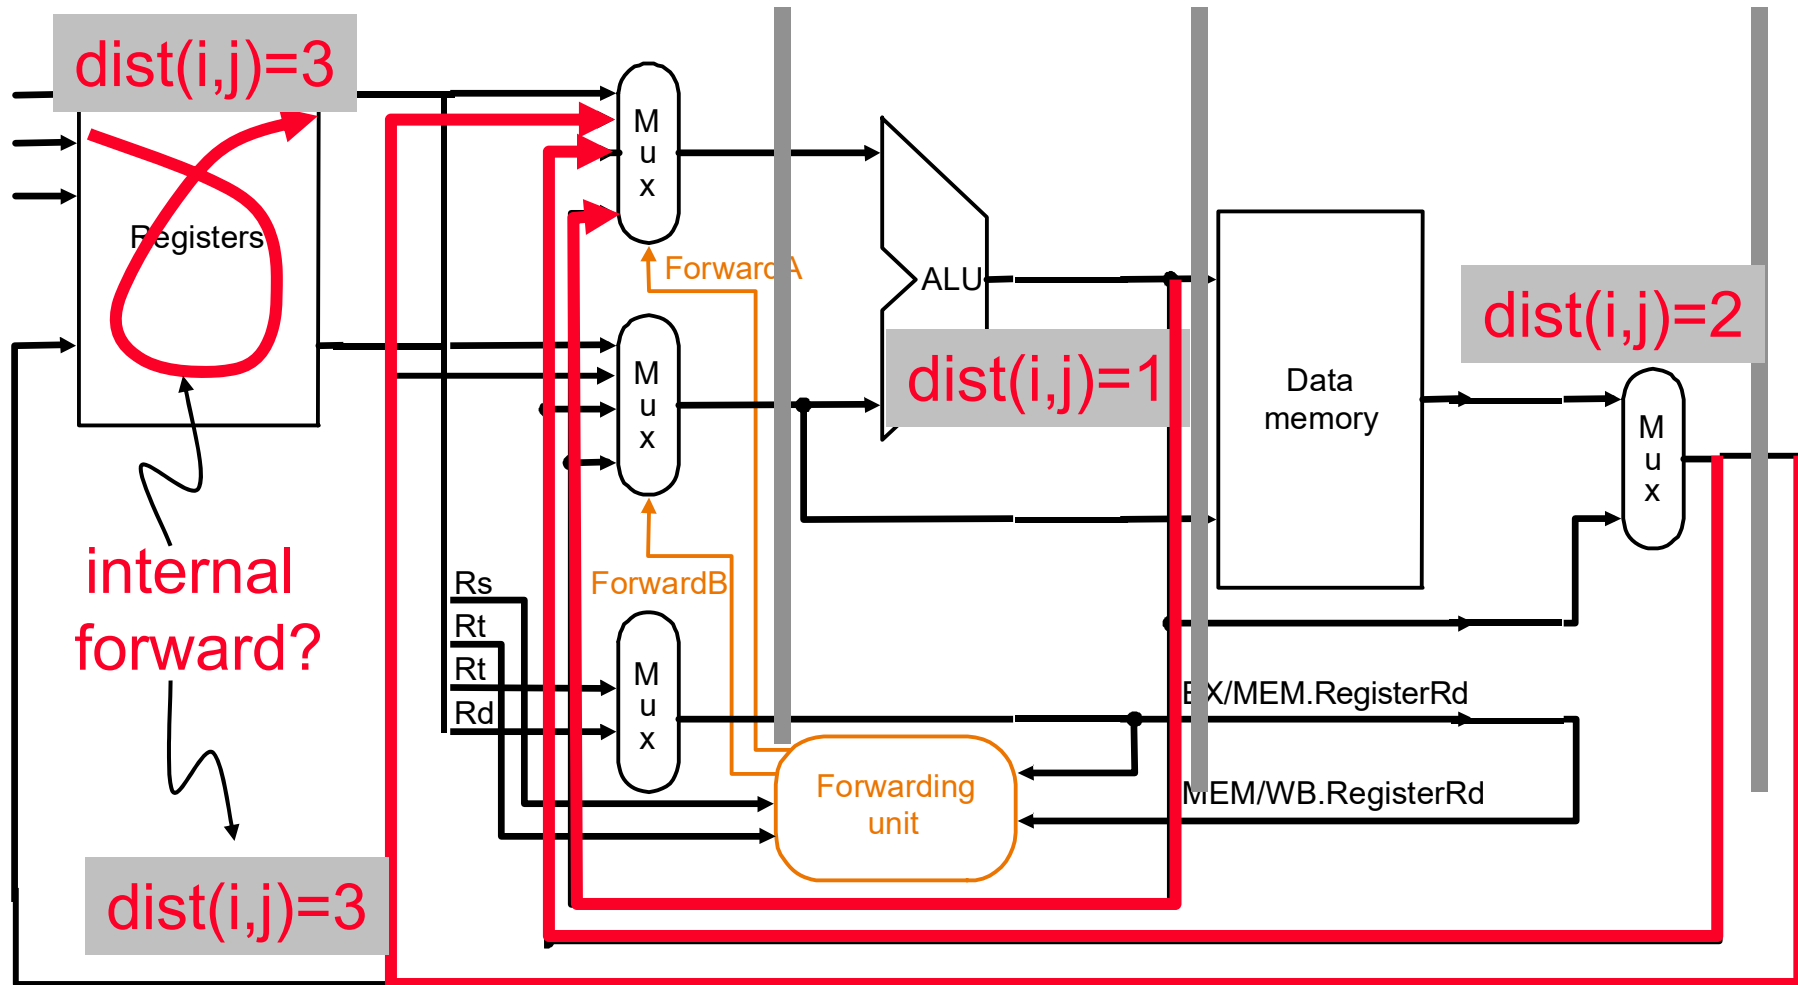 dist(i,j)=3
M
u
x
Registers
ForwardA
ALU
dist(i,j)=2
dist(i,j)=1
M
u
x
Data
memory
M
u
x
internal
forward?
Rs
ForwardB
Rt
Rt
Rd
M
u
x
EX/MEM.RegisterRd
Forwarding
unit
MEM/WB.RegisterRd
dist(i,j)=3